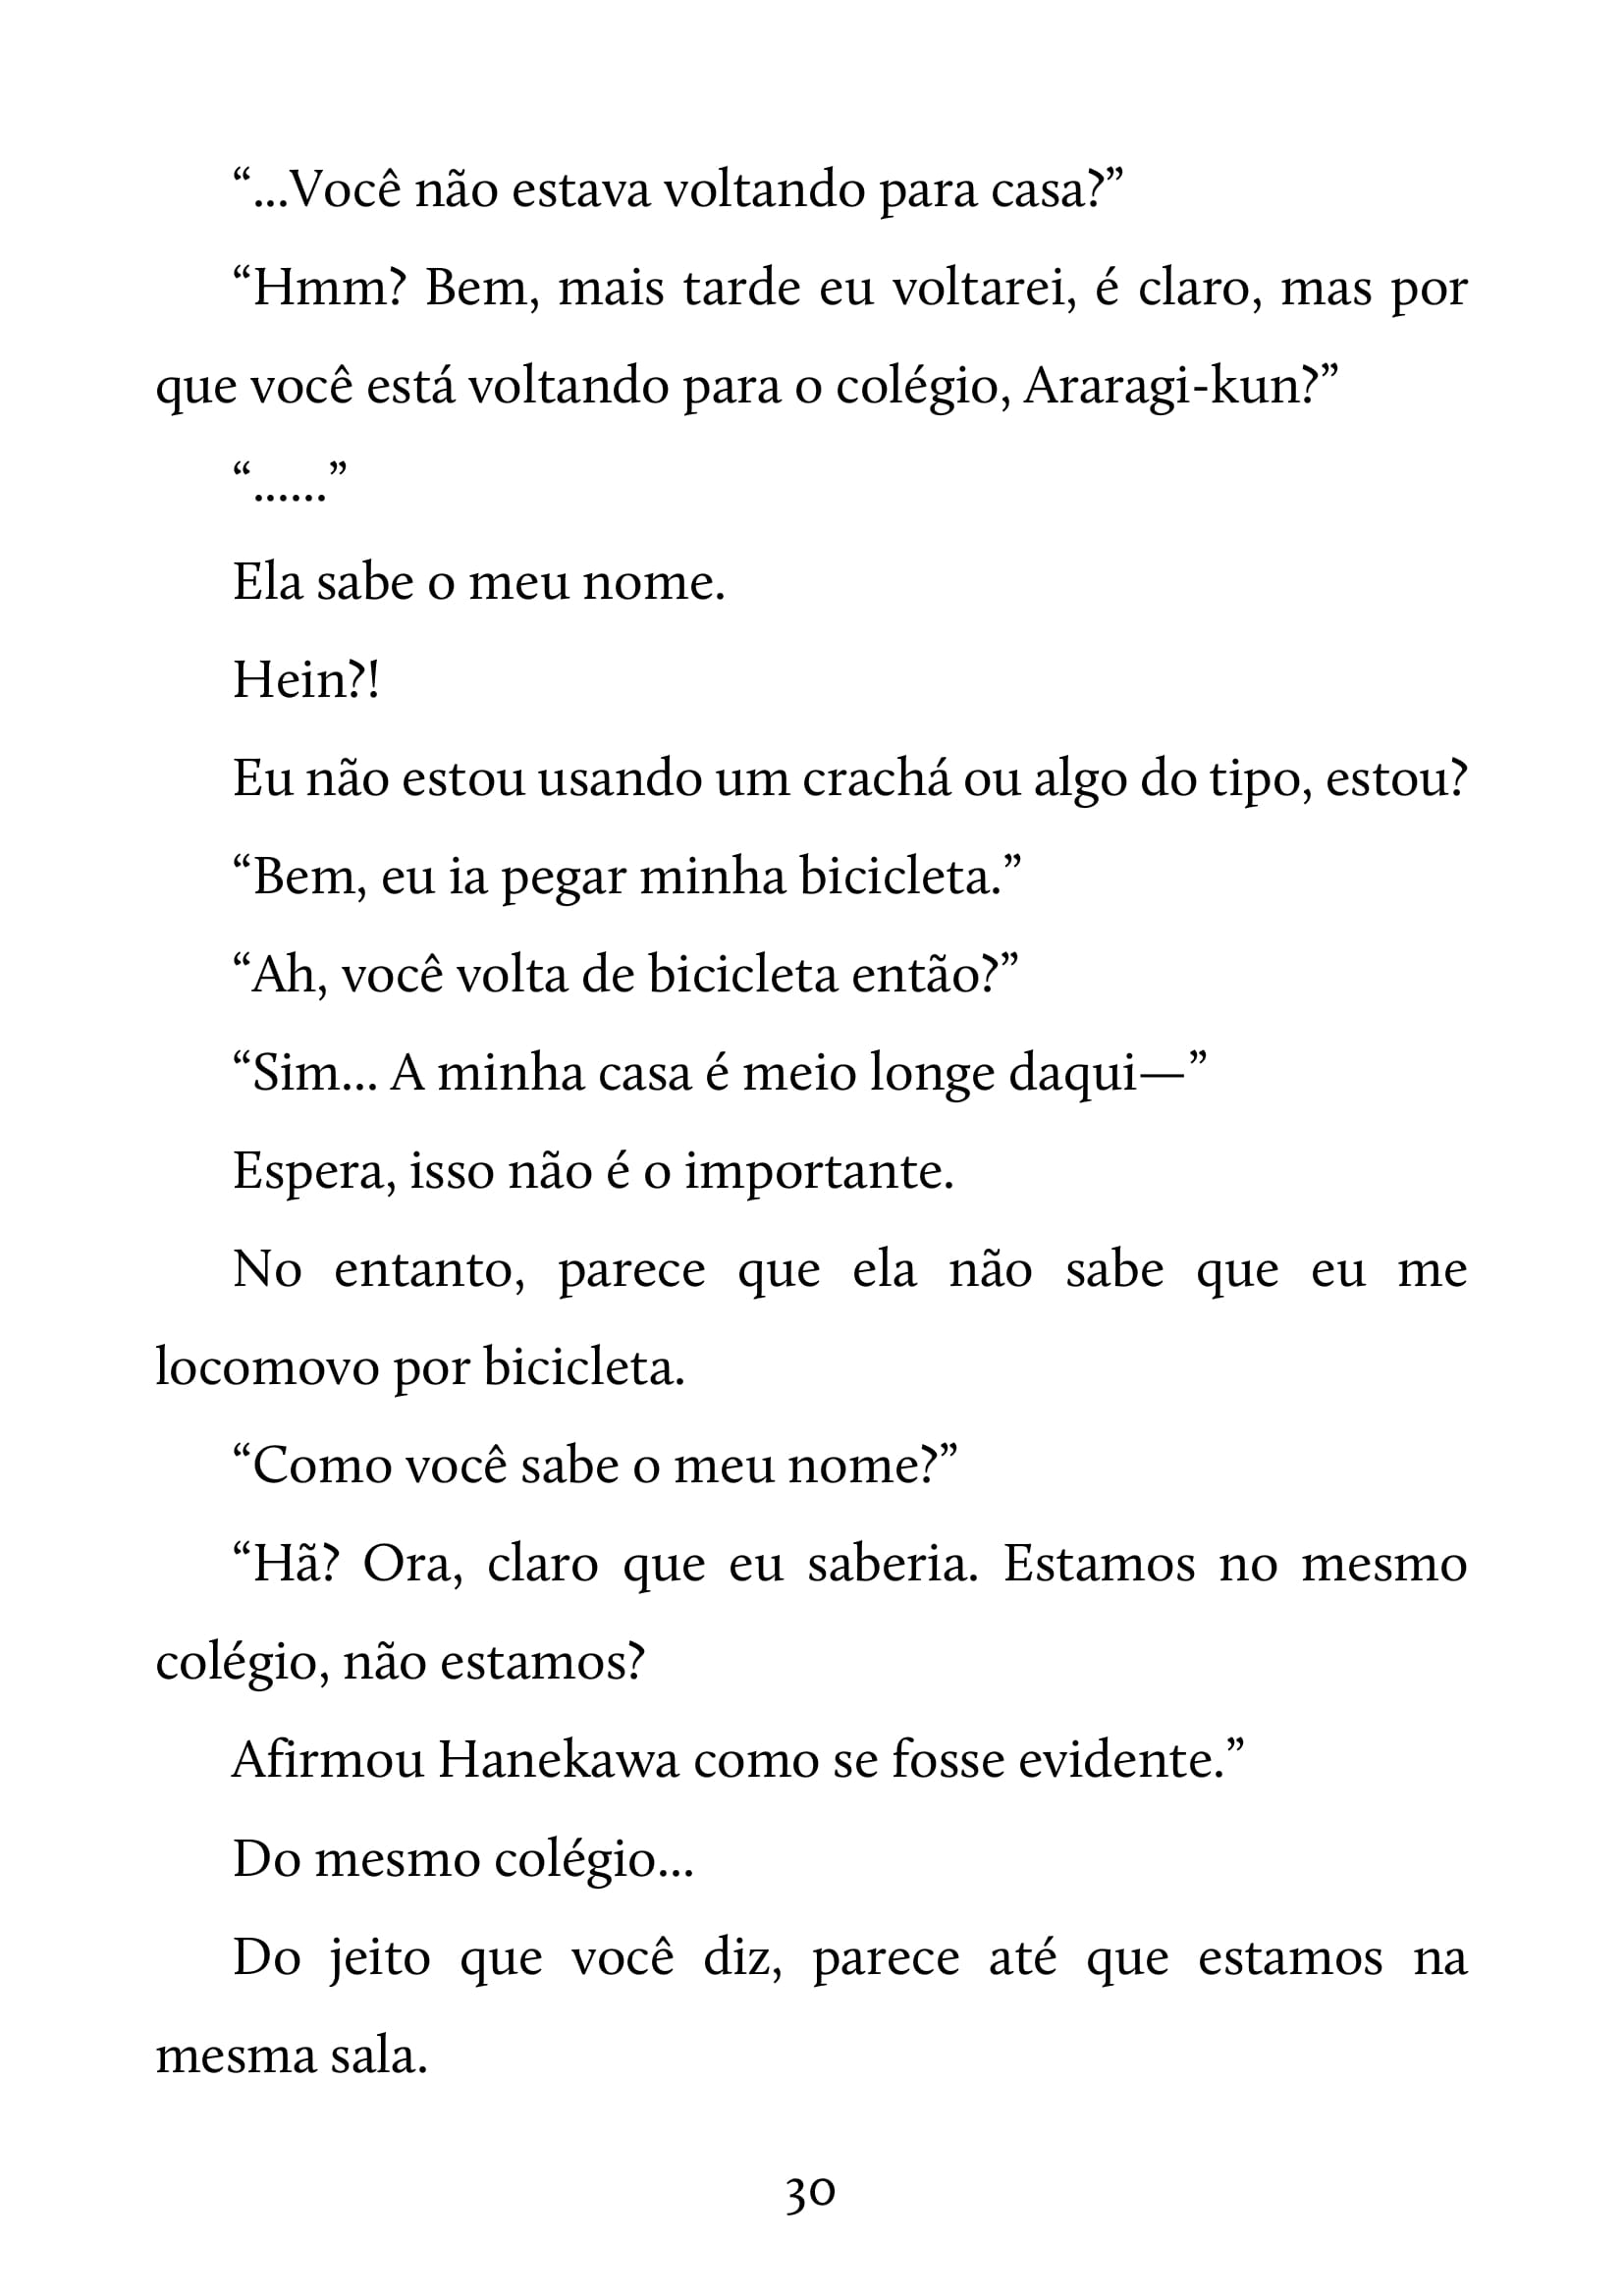 “...Você não estava voltando para casa?”
“Hmm? Bem, mais tarde eu voltarei, é claro, mas por
que você está voltando para o colégio, Araragi-kun?”
“......”
Ela sabe o meu nome.
Hein?!
Eu não estou usando um crachá ou algo do tipo, estou?
“Bem, eu ia pegar minha bicicleta.”
“Ah, você volta de bicicleta então?”
“Sim... A minha casa é meio longe daqui—”
Espera, isso não é o importante.
No entanto, parece que ela não sabe que eu me
locomovo por bicicleta.
“Como você sabe o meu nome?”
“Hã? Ora, claro que eu saberia. Estamos no mesmo
colégio, não estamos?
Afirmou Hanekawa como se fosse evidente.”
Do mesmo colégio...
Do jeito que você diz, parece até que estamos na
mesma sala.
30